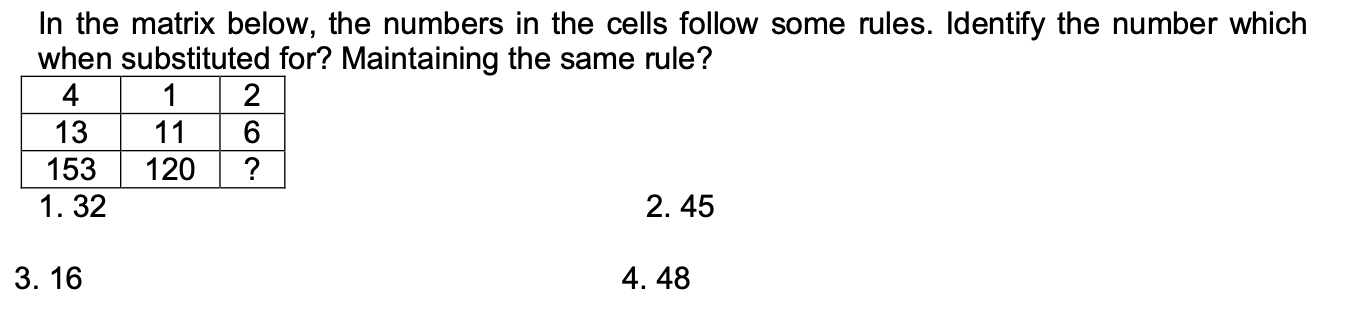 In the matrix below, the numbers in the cells follow some rules. Identify the number which
when substituted for? Maintaining the same rule?
4 1 2
13 11 6
153 120 ?
1. 32 2. 45
3. 16 4. 48